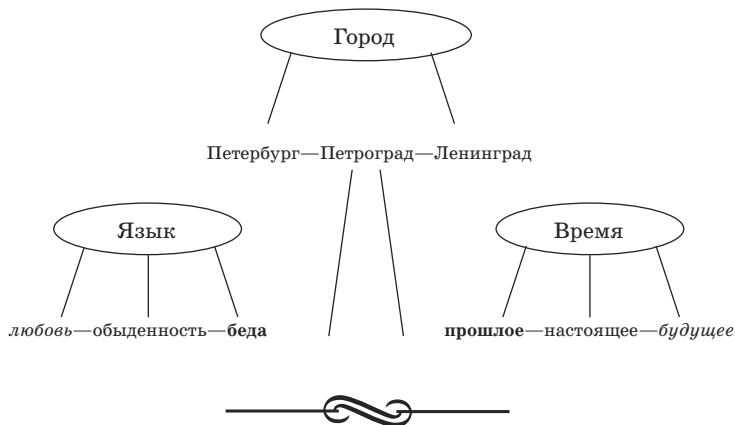 Город
Петербург—Петроград—Ленинград
Язык
Время
любовь—обыденность—беда
прошлое—настоящее—будущее